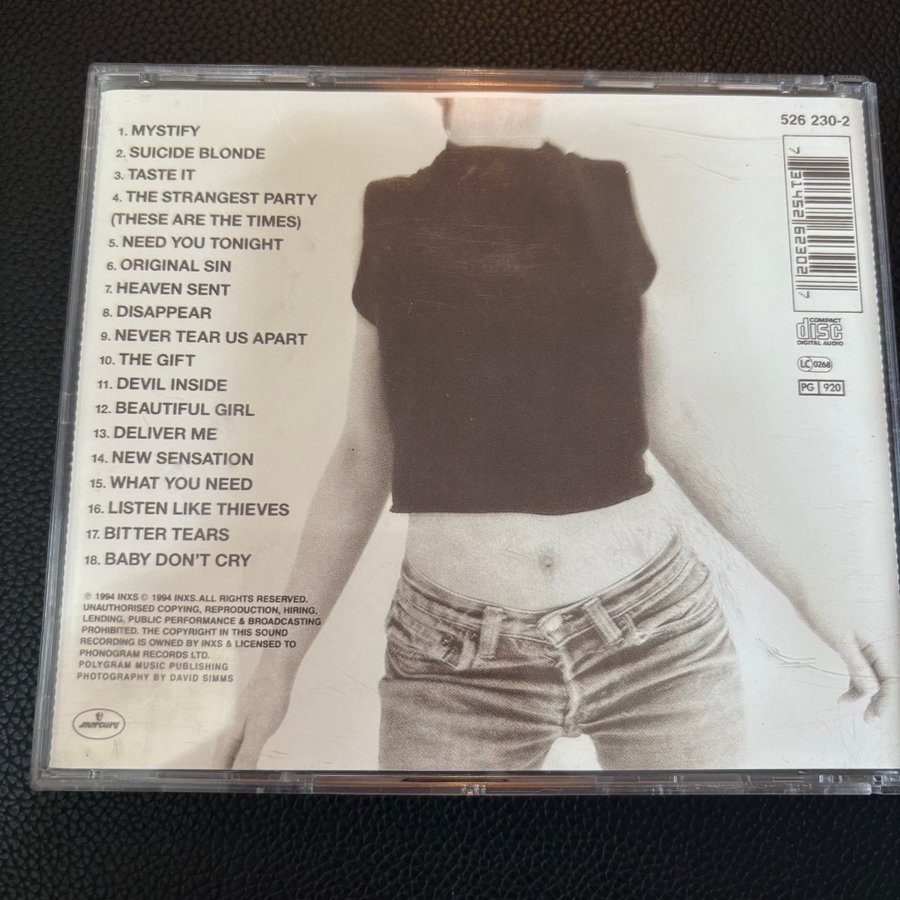 1. MYSTIFY
2. SUICIDE BLONDE
3. TASTE IT
4. THE STRANGEST PARTY
(THESE ARE THE TIMES)
5. NEED YOU TONIGHT
6. ORIGINAL SIN
7. HEAVEN SENT
8. DISAPPEAR
9. NEVER TEAR US APART
10. THE GIFT
11. DEVIL INSIDE
12. BEAUTIFUL GIRL
13. DELIVER ME
14. NEW SENSATION
15. WHAT YOU NEED
16. LISTEN LIKE THIEVES
17. BITTER TEARS
18. BABY DON'T CRY
℗ 1994 INXS © 1994 INXS. ALL RIGHTS RESERVED.
UNAUTHORISED COPYING, REPRODUCTION, HIRING,
LENDING, PUBLIC PERFORMANCE & BROADCASTING
PROHIBITED. THE COPYRIGHT IN THIS SOUND
RECORDING IS OWNED BY INXS & LICENSED TO
PHONOGRAM RECORDS LTD.
POLYGRAM MUSIC PUBLISHING
PHOTOGRAPHY BY DAVID SIMMS
mercury
526 230-2
7 31452 62302 7
COMPACT
disc
DIGITAL AUDIO
LC 0268
PG 920